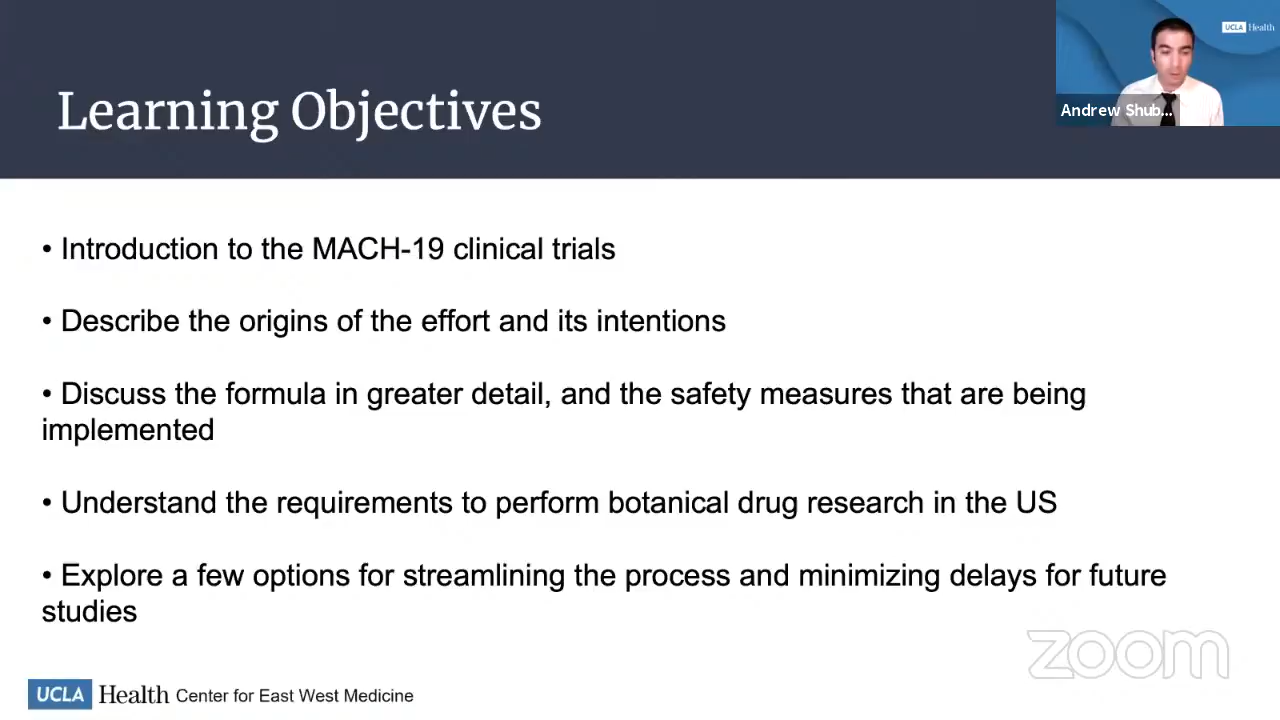 UCLA Health
Learning Objectives
Andrew Shub...
• Introduction to the MACH-19 clinical trials
• Describe the origins of the effort and its intentions
• Discuss the formula in greater detail, and the safety measures that are being
implemented
• Understand the requirements to perform botanical drug research in the US
• Explore a few options for streamlining the process and minimizing delays for future
studies
zoom
UCLA Health Center for East West Medicine